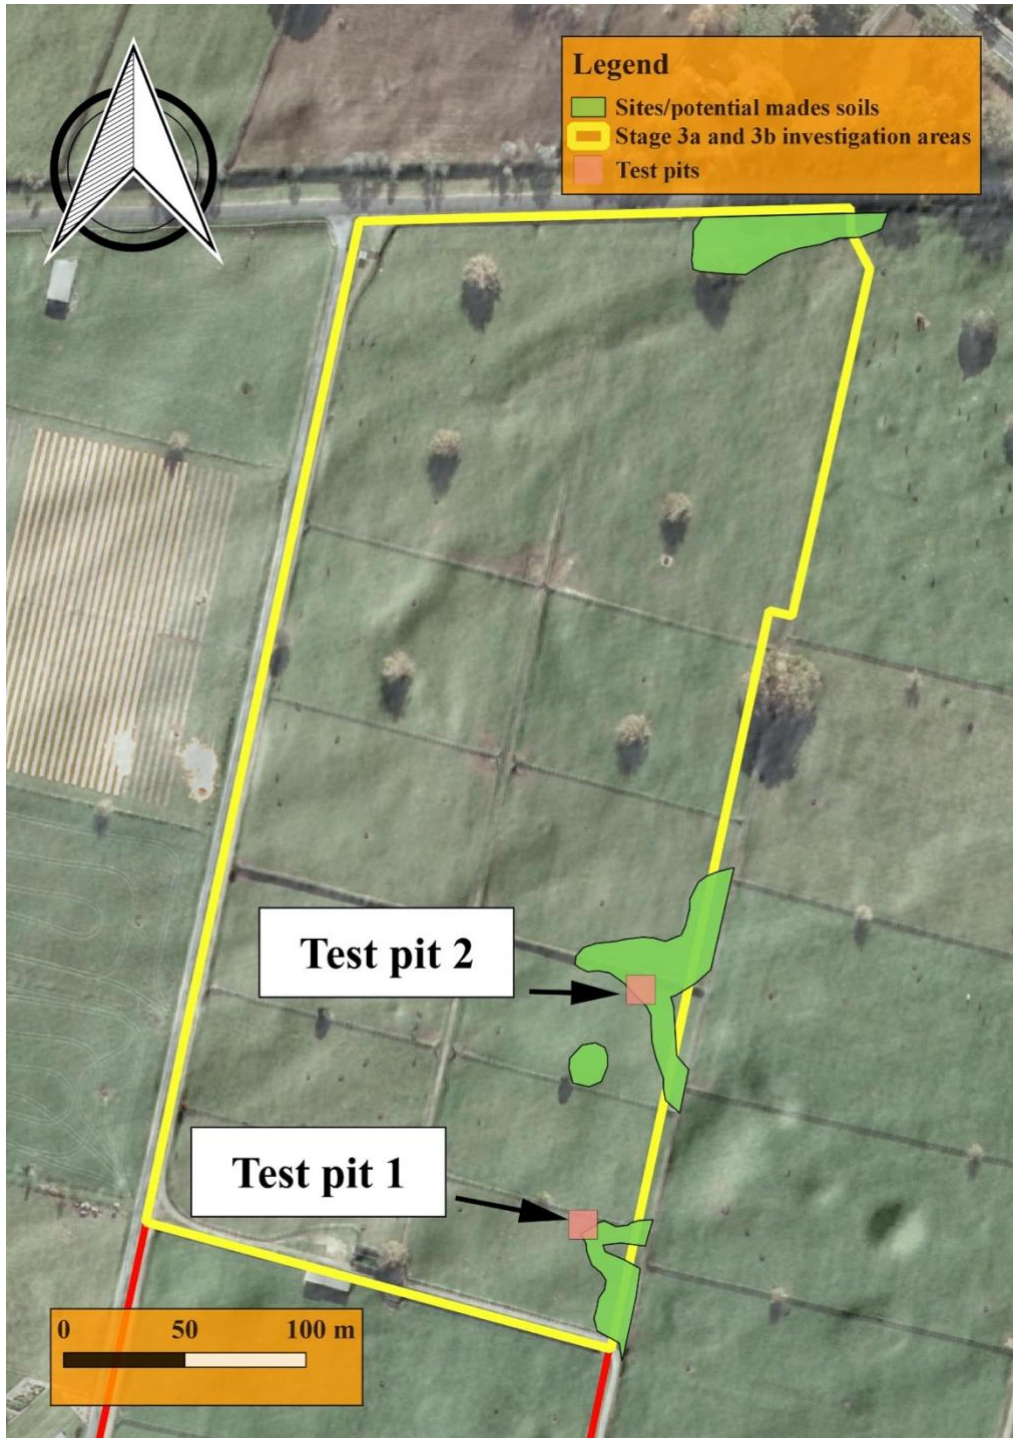 Legend
Sites/potential mades soils
Stage 3a and 3b investigation areas
Test pits
Test pit 2
Test pit 1
0 50 100 m